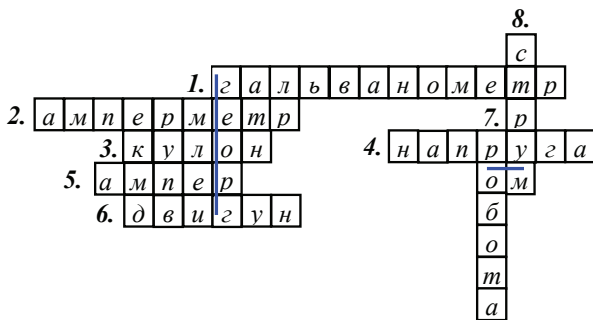 8.
с
1. гальванометр
2. амперметр 7. р
3. кулон 4. напруга
5. ампер ом
6. двигун б
о
т
а